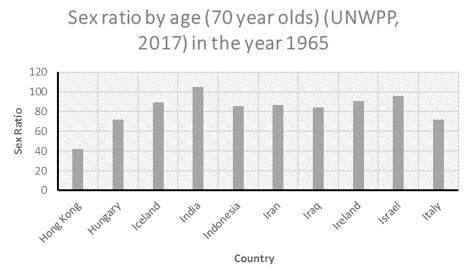 Sex ratio by age (70 year olds) (UNWPP,
2017) in the year 1965
120
100
80
60
40
20
0
Sex Ratio
Hong Kong
Hungary
Iceland
India
Indonesia
Iran
Iraq
Ireland
Israel
Italy
Country